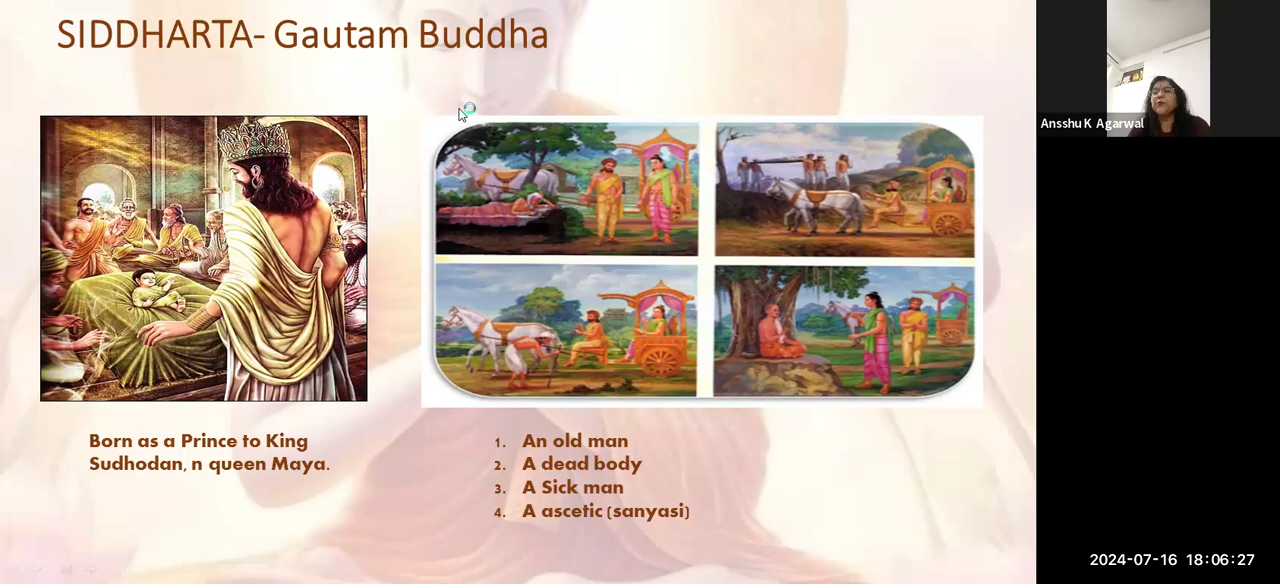 SIDDHARTA- Gautam Buddha
Ansshu K Agarwal
Born as a Prince to King
Sudhodan, n queen Maya.
1. An old man
2. A dead body
3. A Sick man
4. A ascetic (sanyasi)
2024-07-16 18:06:27